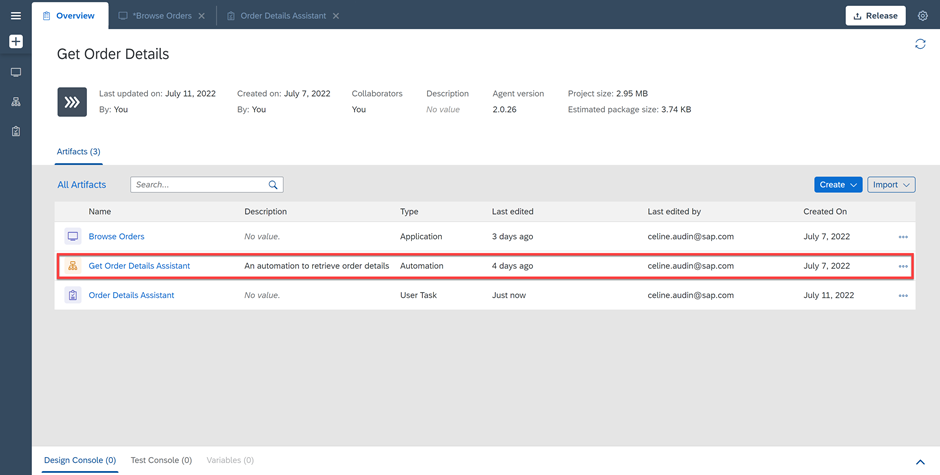 Overview
*Browse Orders
Order Details Assistant
Release
Get Order Details
Last updated on: July 11, 2022
By: You
Created on: July 7, 2022
By: You
Collaborators
You
Description
No value
Agent version
2.0.26
Project size: 2.95 MB
Estimated package size: 3.74 KB
Artifacts (3)
All Artifacts
Search...
Create
Import
Name Description Type Last edited Last edited by Created On
Browse Orders No value. Application 3 days ago celine.audin@sap.com July 7, 2022
Get Order Details Assistant An automation to retrieve order details Automation 4 days ago celine.audin@sap.com July 7, 2022
Order Details Assistant No value. User Task Just now celine.audin@sap.com July 11, 2022
Design Console (0) Test Console (0) Variables (0)